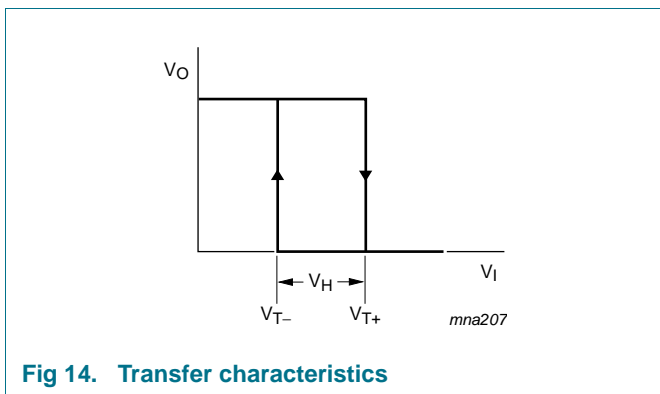 VO
VH
VI
VT−
VT+
mna207
Fig 14. Transfer characteristics